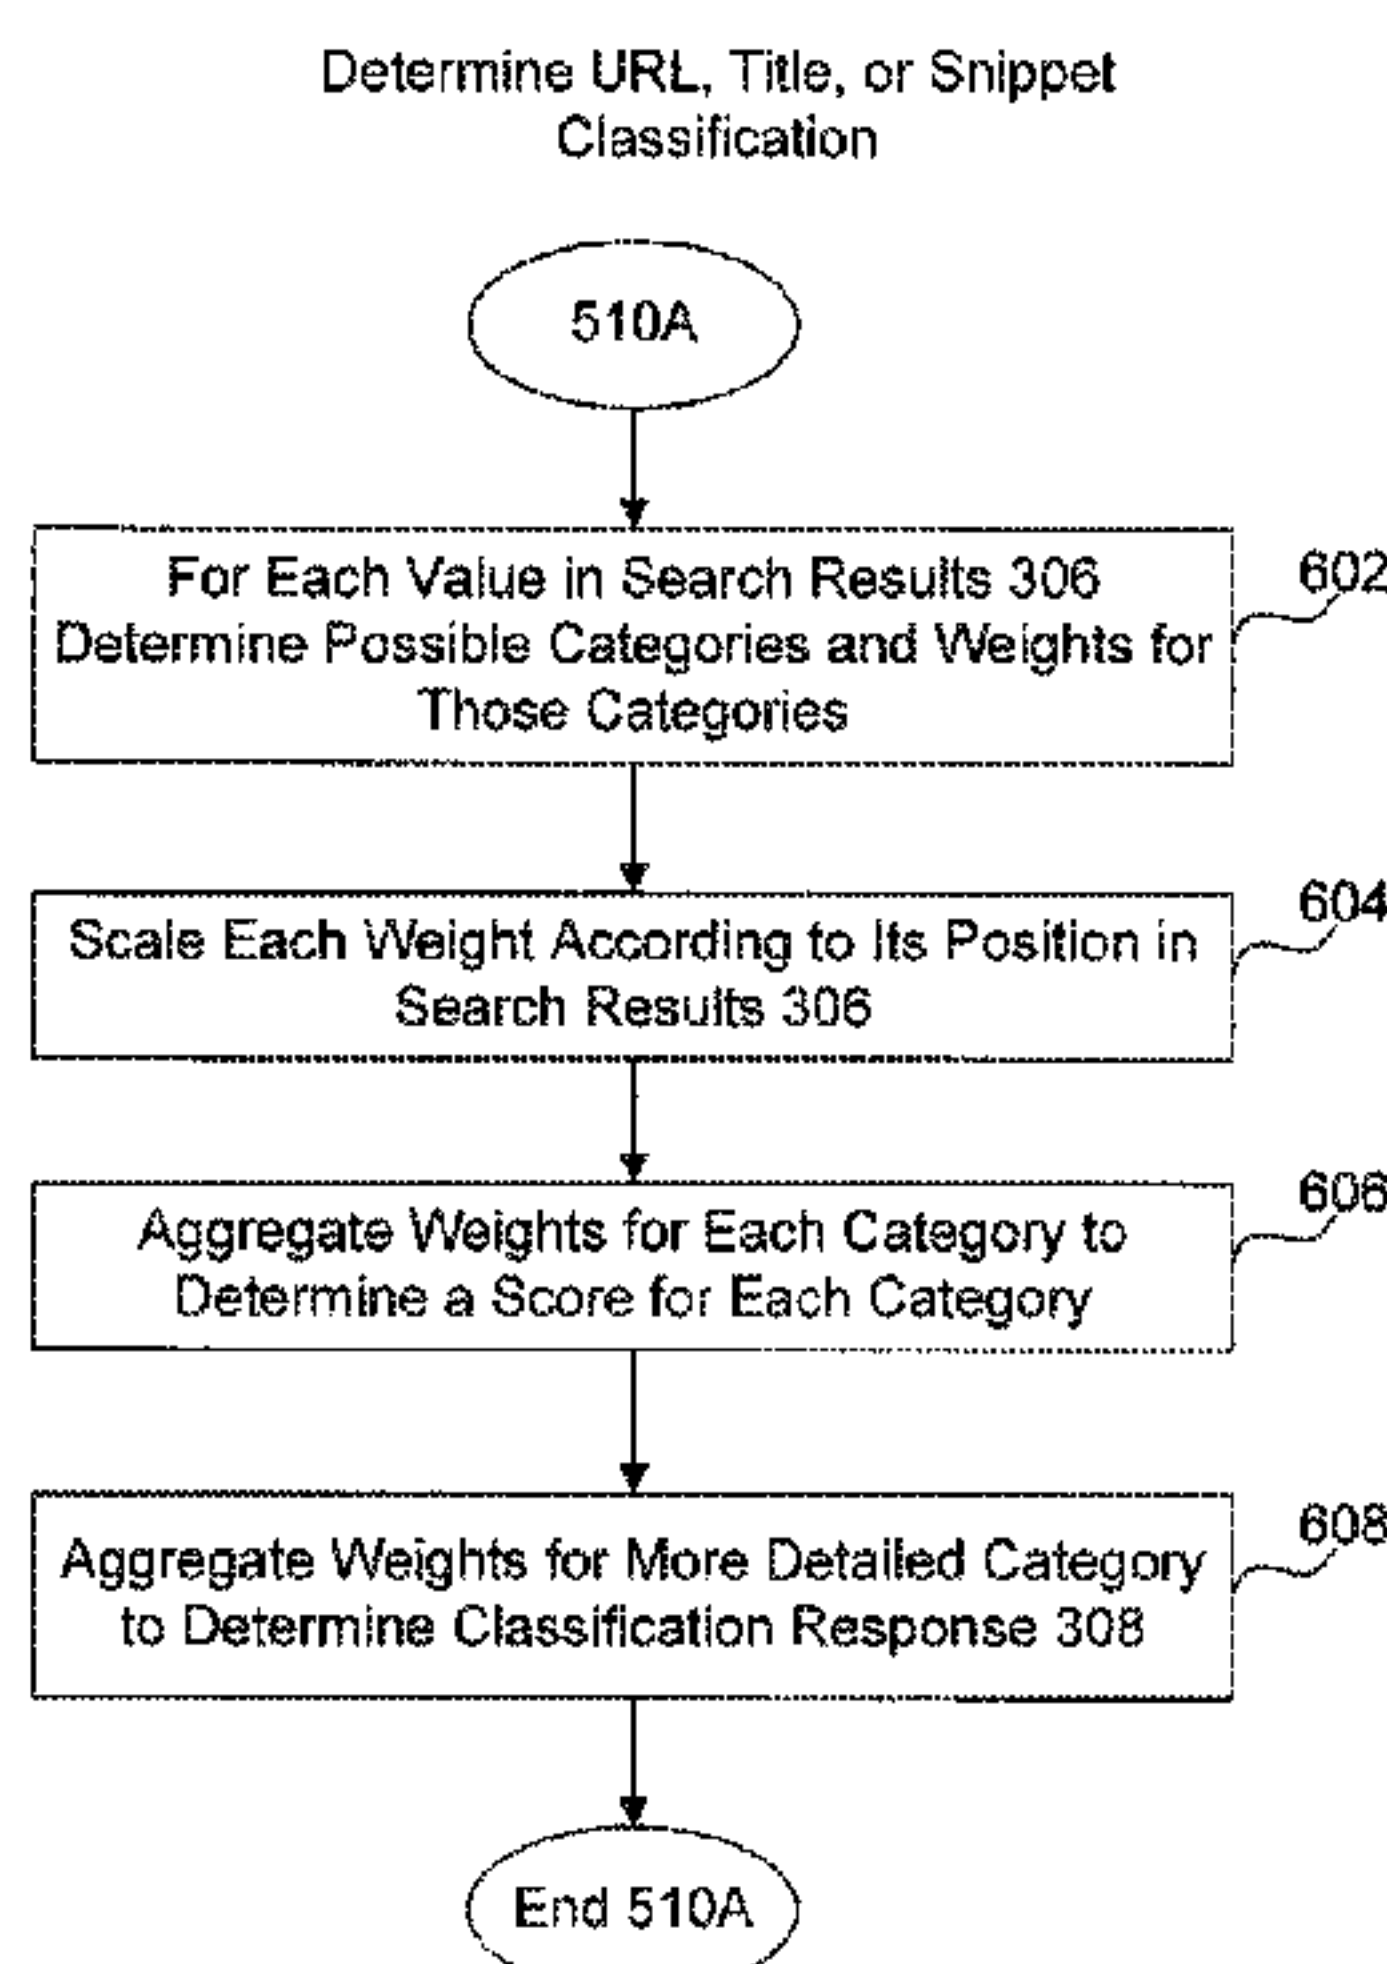 Determine URL, Title, or Snippet
Classification
510A
For Each Value in Search Results 306
Determine Possible Categories and Weights for
Those Categories
602
Scale Each Weight According to Its Position in
Search Results 306
604
Aggregate Weights for Each Category to
Determine a Score for Each Category
606
Aggregate Weights for More Detailed Category
to Determine Classification Response 308
608
End 510A